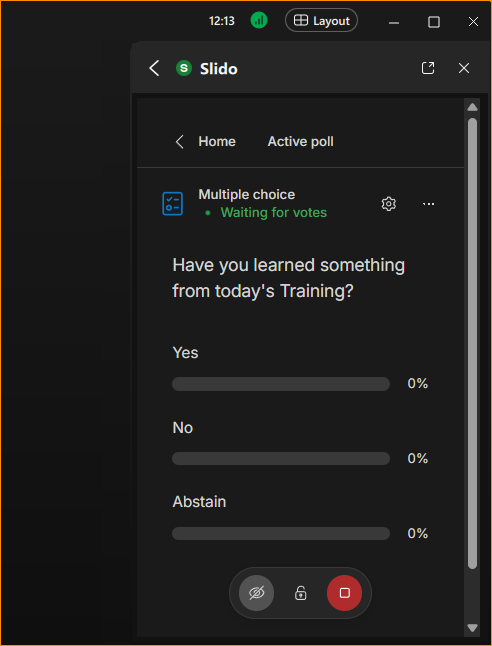 12:13 Layout
S Slido
Home Active poll
Multiple choice
• Waiting for votes
Have you learned something
from today's Training?
Yes
0%
No
0%
Abstain
0%